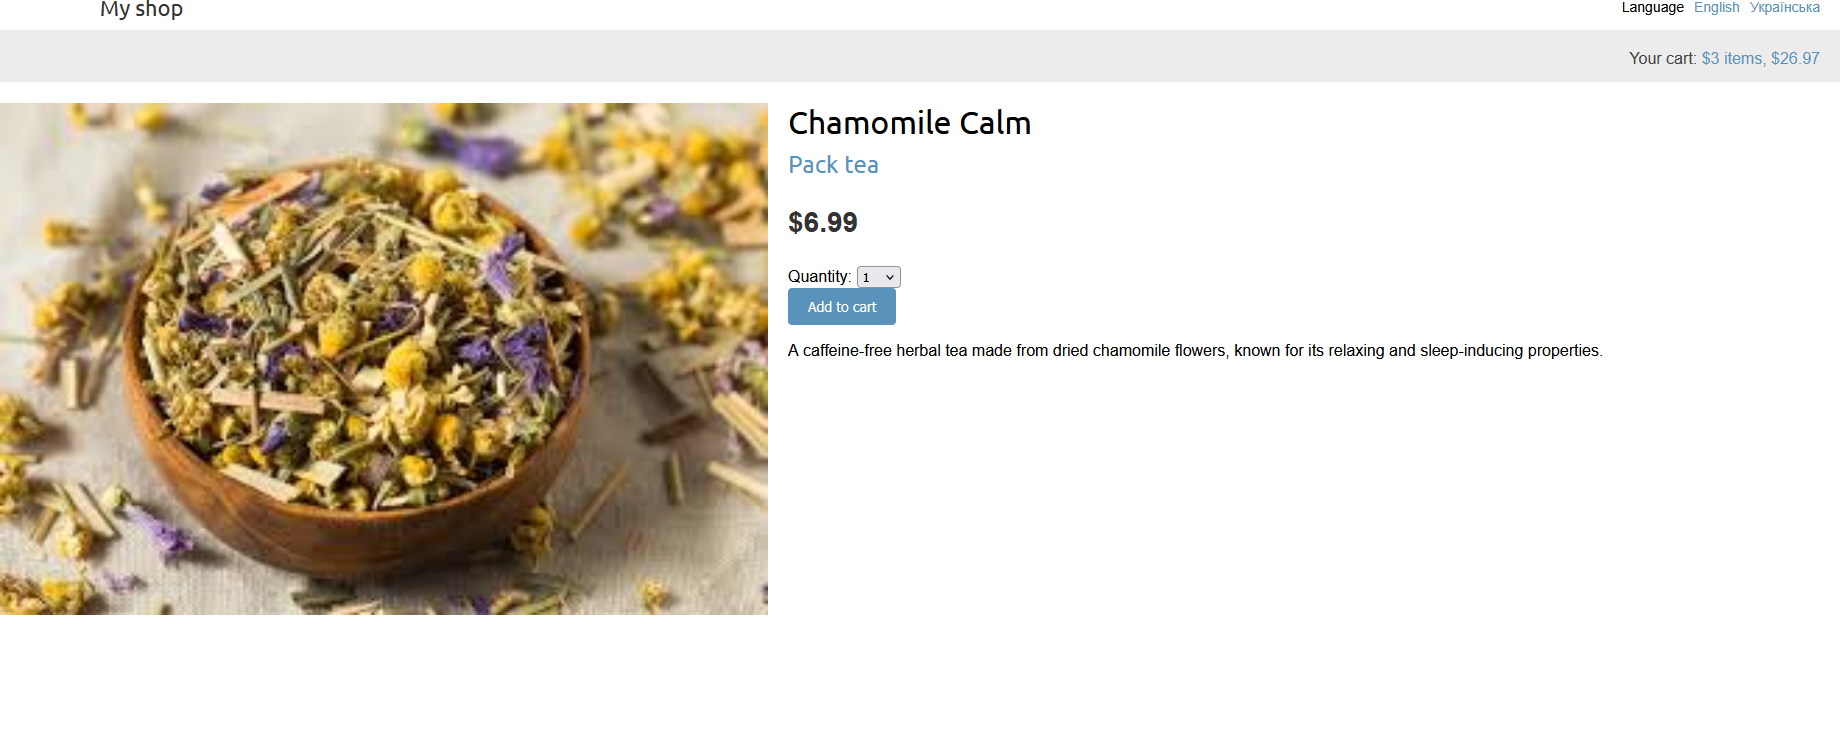 My shop
Language English Українська
Your cart: $3 items, $26.97
Chamomile Calm
Pack tea
$6.99
Quantity: 1
Add to cart
A caffeine-free herbal tea made from dried chamomile flowers, known for its relaxing and sleep-inducing properties.